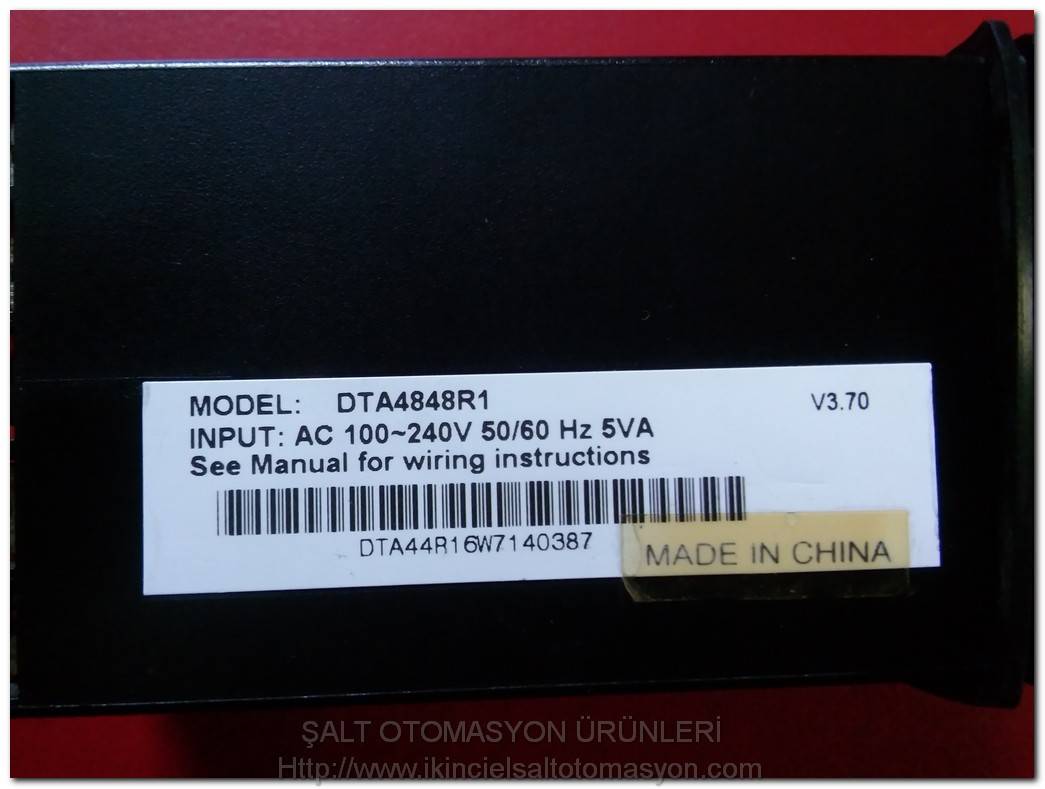 MODEL: DTA4848R1 V3.70
INPUT: AC 100~240V 50/60 Hz 5VA
See Manual for wiring instructions
DTA44R16W7140387
MADE IN CHINA
ŞALT OTOMASYON ÜRÜNLERİ
Http://www.ikincielsaltotomasyon.com